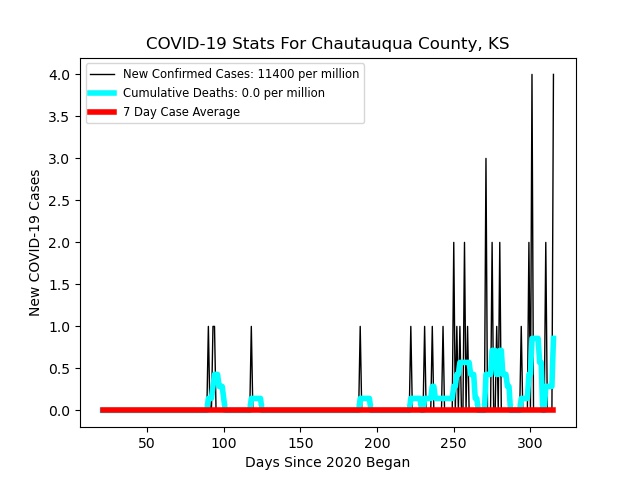 COVID-19 Stats For Chautauqua County, KS
New Confirmed Cases: 11400 per million
Cumulative Deaths: 0.0 per million
7 Day Case Average
New COVID-19 Cases
4.0
3.5
3.0
2.5
2.0
1.5
1.0
0.5
0.0
50 100 150 200 250 300
Days Since 2020 Began